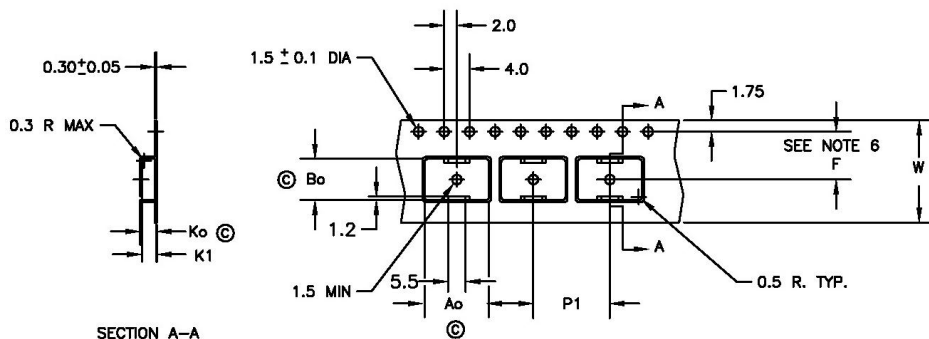 2.0
1.5 ± 0.1 DIA
0.30±0.05
4.0
A
1.75
0.3 R MAX
SEE NOTE 6
F
W
Ⓒ Bo
1.2
Ko Ⓒ
K1
A
5.5
1.5 MIN
0.5 R. TYP.
Ao
P1
Ⓒ
SECTION A-A